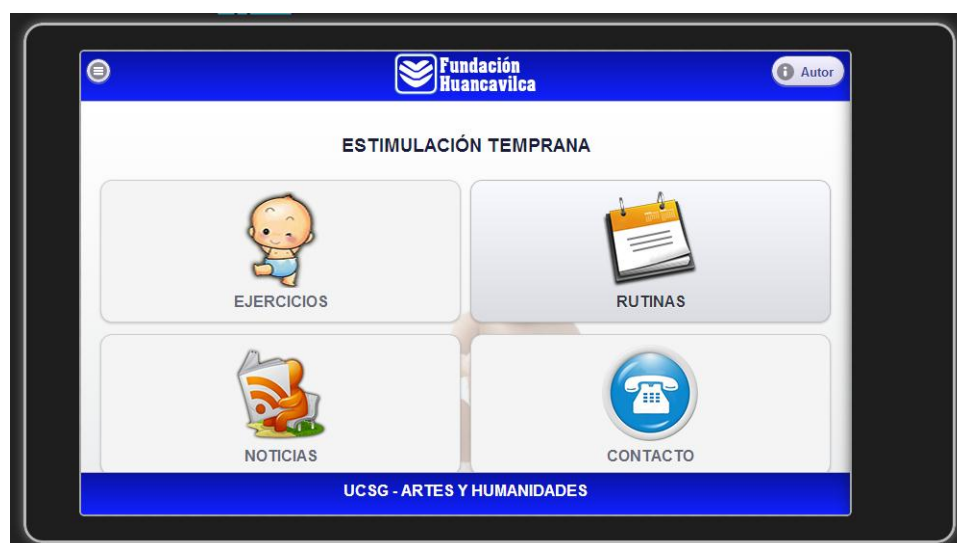 Fundación
Huancavilca
Autor
ESTIMULACIÓN TEMPRANA
EJERCICIOS
RUTINAS
NOTICIAS
CONTACTO
UCSG - ARTES Y HUMANIDADES